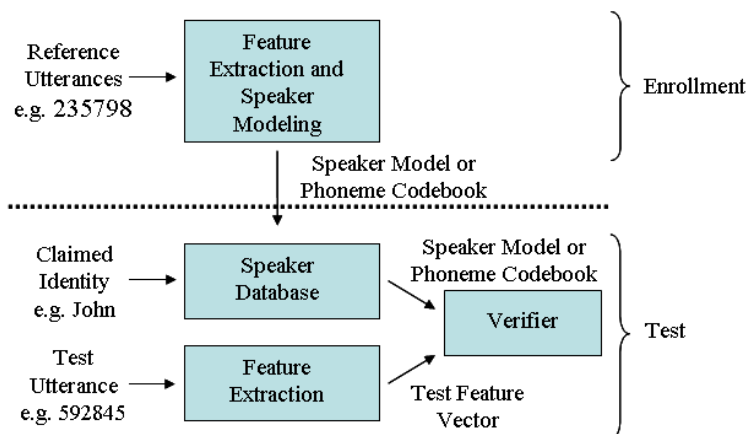 Reference
Utterances
e.g. 235798
Feature
Extraction and
Speaker
Modeling
Enrollment
Speaker Model or
Phoneme Codebook
Claimed
Identity
e.g. John
Speaker
Database
Speaker Model or
Phoneme Codebook
Verifier
Test
Test
Utterance
e.g. 592845
Feature
Extraction
Test Feature
Vector